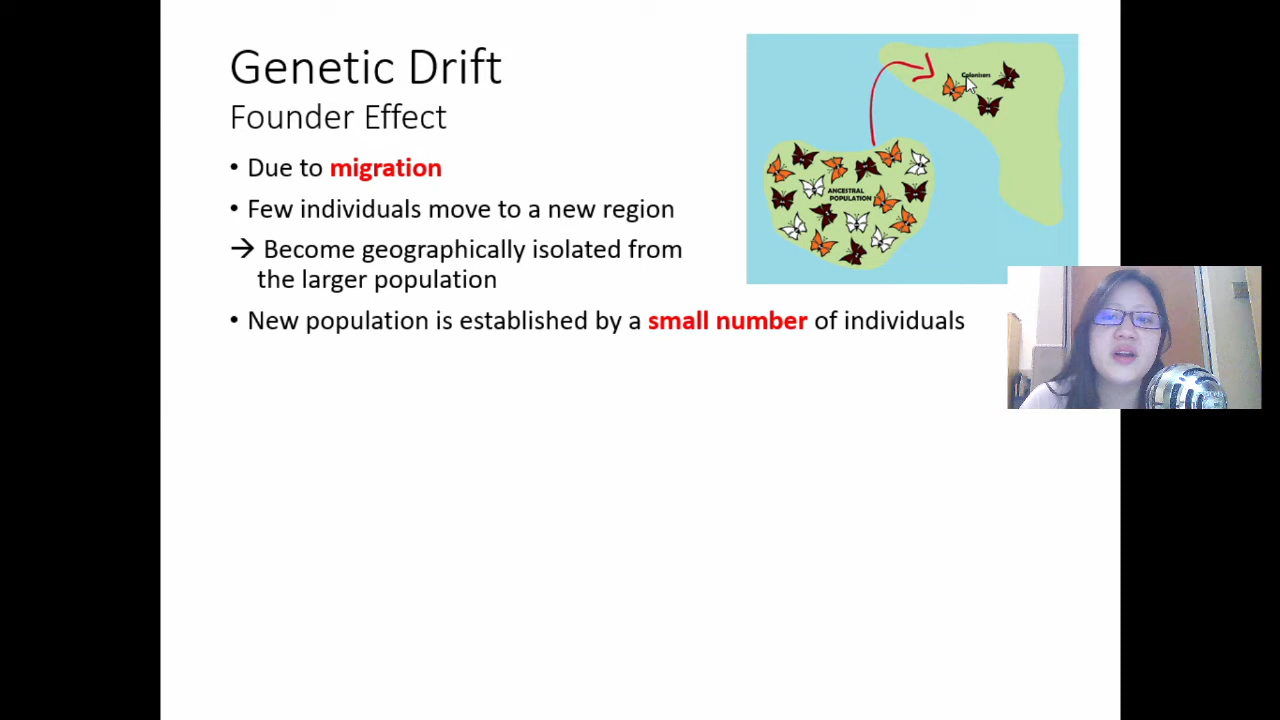 Genetic Drift
Founder Effect
• Due to migration
• Few individuals move to a new region
→ Become geographically isolated from
the larger population
• New population is established by a small number of individuals
Colonisers
ANCESTRAL
POPULATION